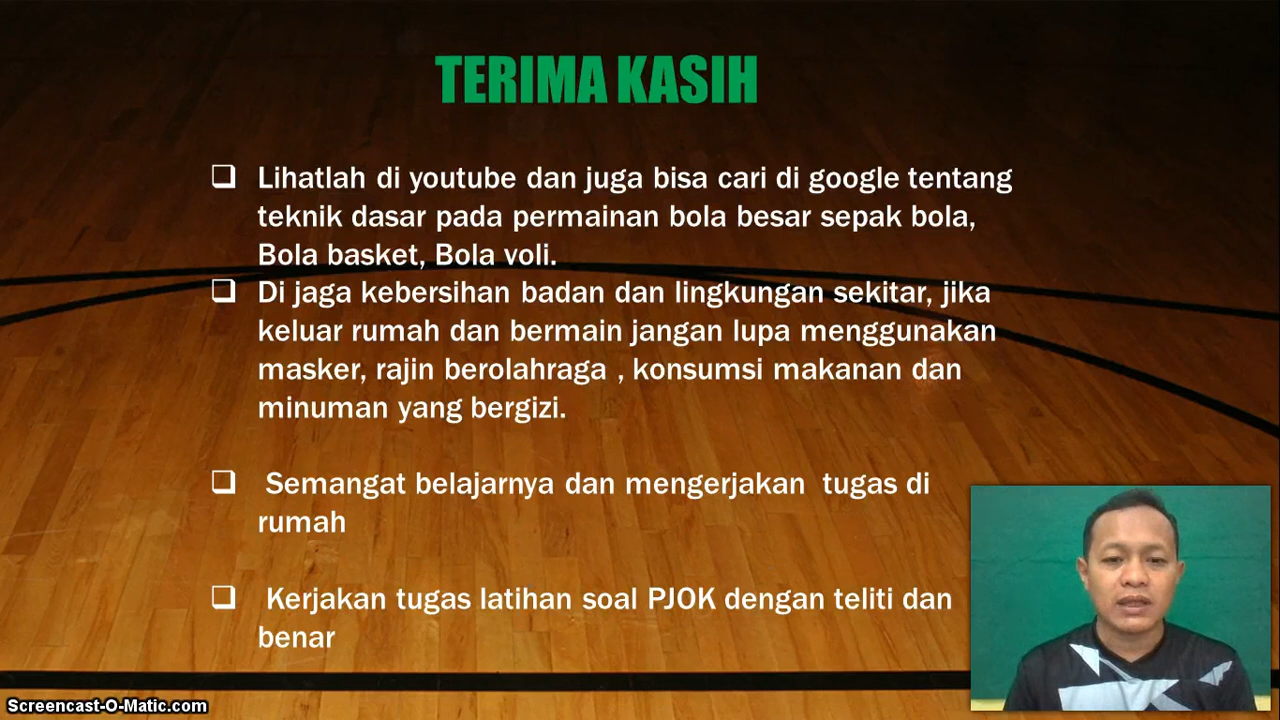 TERIMA KASIH
❑ Lihatlah di youtube dan juga bisa cari di google tentang
teknik dasar pada permainan bola besar sepak bola,
Bola basket, Bola voli.
❑ Di jaga kebersihan badan dan lingkungan sekitar, jika
keluar rumah dan bermain jangan lupa menggunakan
masker, rajin berolahraga , konsumsi makanan dan
minuman yang bergizi.
❑ Semangat belajarnya dan mengerjakan tugas di
rumah
❑ Kerjakan tugas latihan soal PJOK dengan teliti dan
benar
Screencast-O-Matic.com